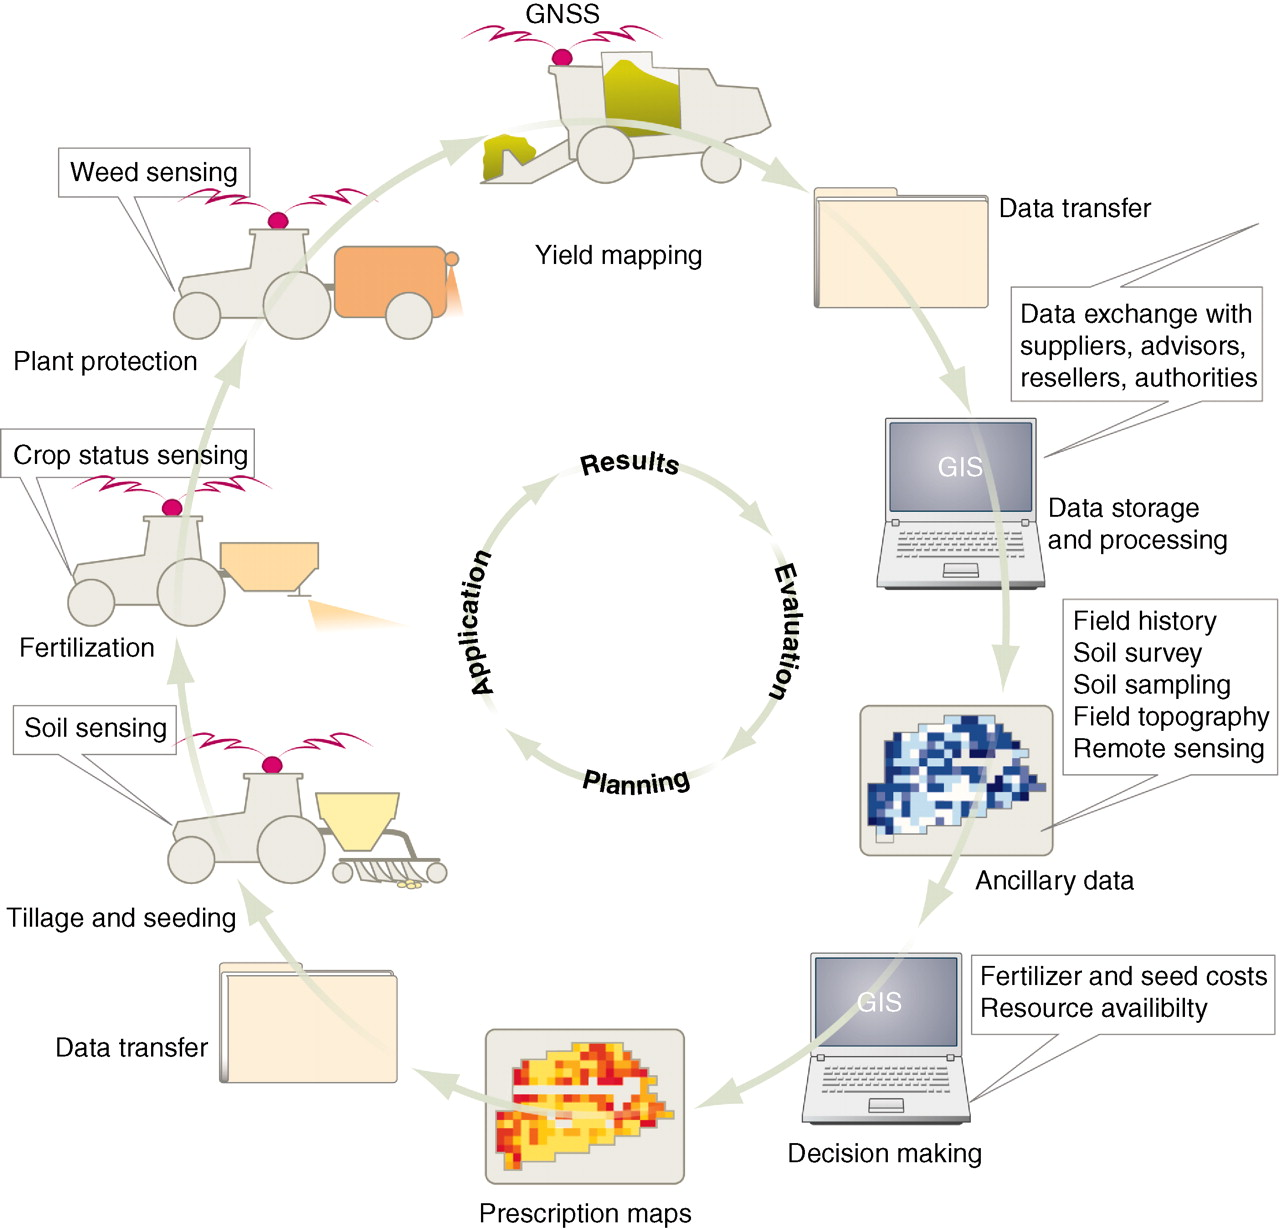 GNSS
Weed sensing
Data transfer
Yield mapping
Data exchange with
suppliers, advisors,
resellers, authorities
Plant protection
Crop status sensing
Results
GIS
Data storage
and processing
Application
Evaluation
Fertilization
Field history
Soil survey
Soil sampling
Field topography
Remote sensing
Soil sensing
Planning
Ancillary data
Tillage and seeding
Fertilizer and seed costs
Resource availibilty
GIS
Data transfer
Decision making
Prescription maps